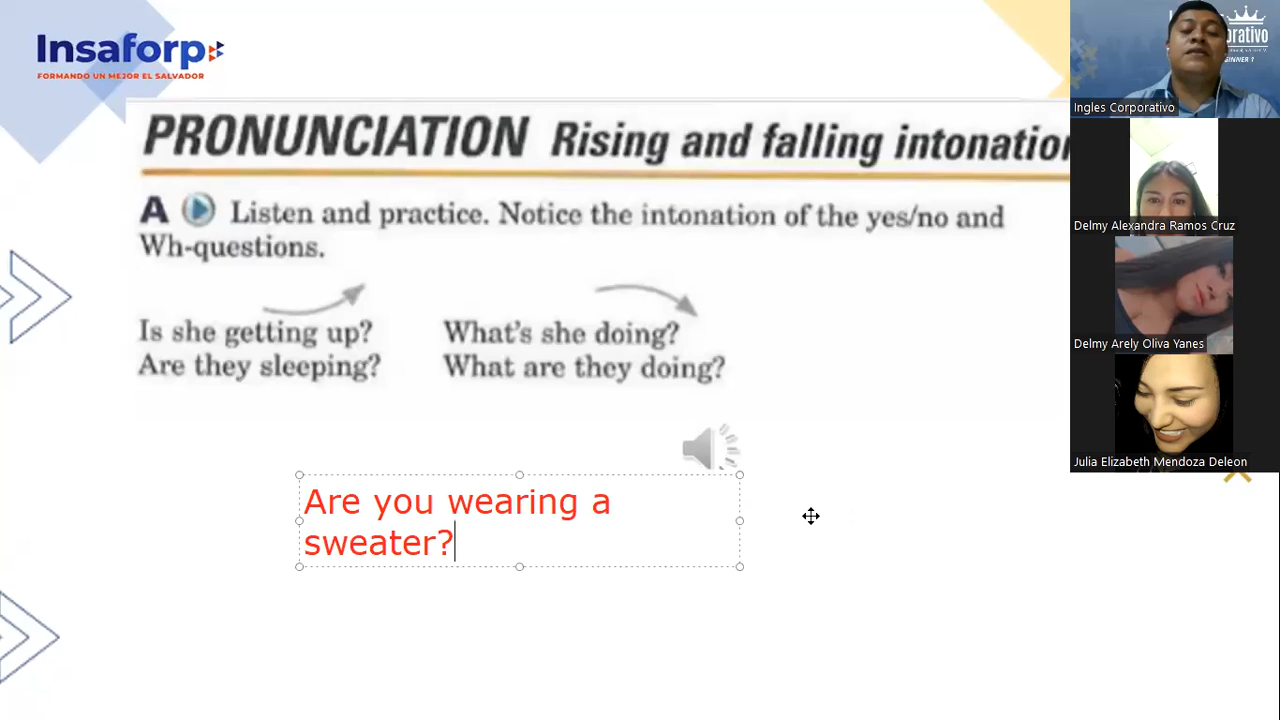 Insaforp
FORMANDO UN MEJOR EL SALVADOR
PRONUNCIATION Rising and falling intonation
A Listen and practice. Notice the intonation of the yes/no and
Wh-questions.
Is she getting up? What's she doing?
Are they sleeping? What are they doing?
Are you wearing a
sweater?
Ingles Corporativo
Delmy Alexandra Ramos Cruz
Delmy Arely Oliva Yanes
Julia Elizabeth Mendoza Deleon